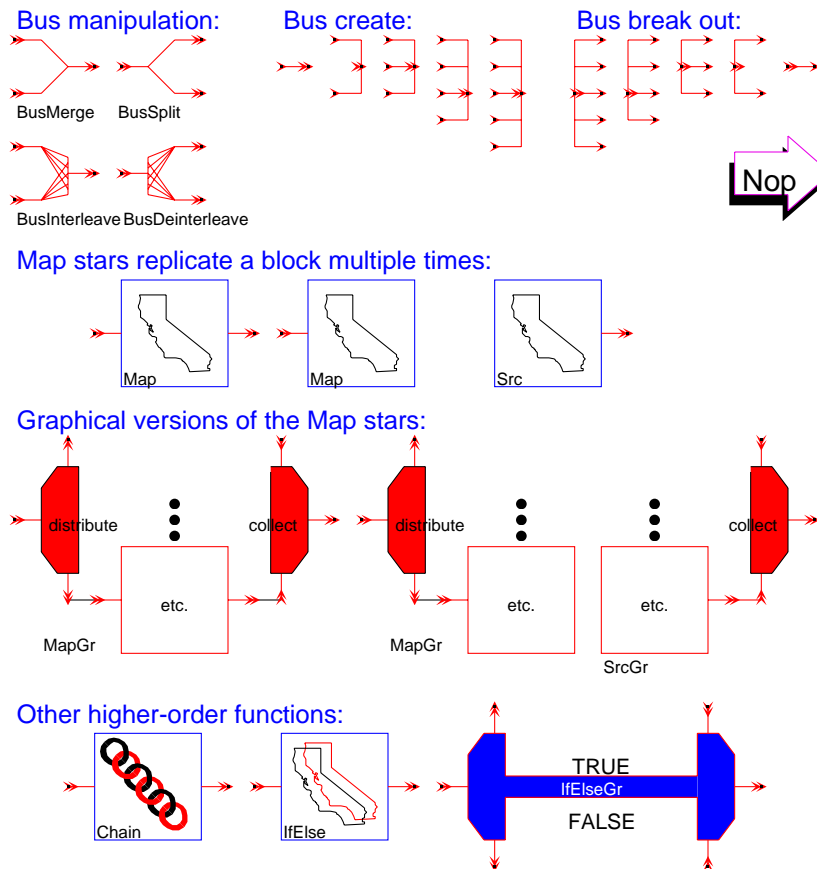 Bus manipulation: Bus create: Bus break out:
BusMerge BusSplit
Nop
BusInterleave BusDeinterleave
Map stars replicate a block multiple times:
Map Map Src
Graphical versions of the Map stars:
distribute collect distribute collect
etc. etc. etc.
MapGr MapGr
SrcGr
Other higher-order functions:
TRUE
IfElseGr
FALSE
Chain IfElse